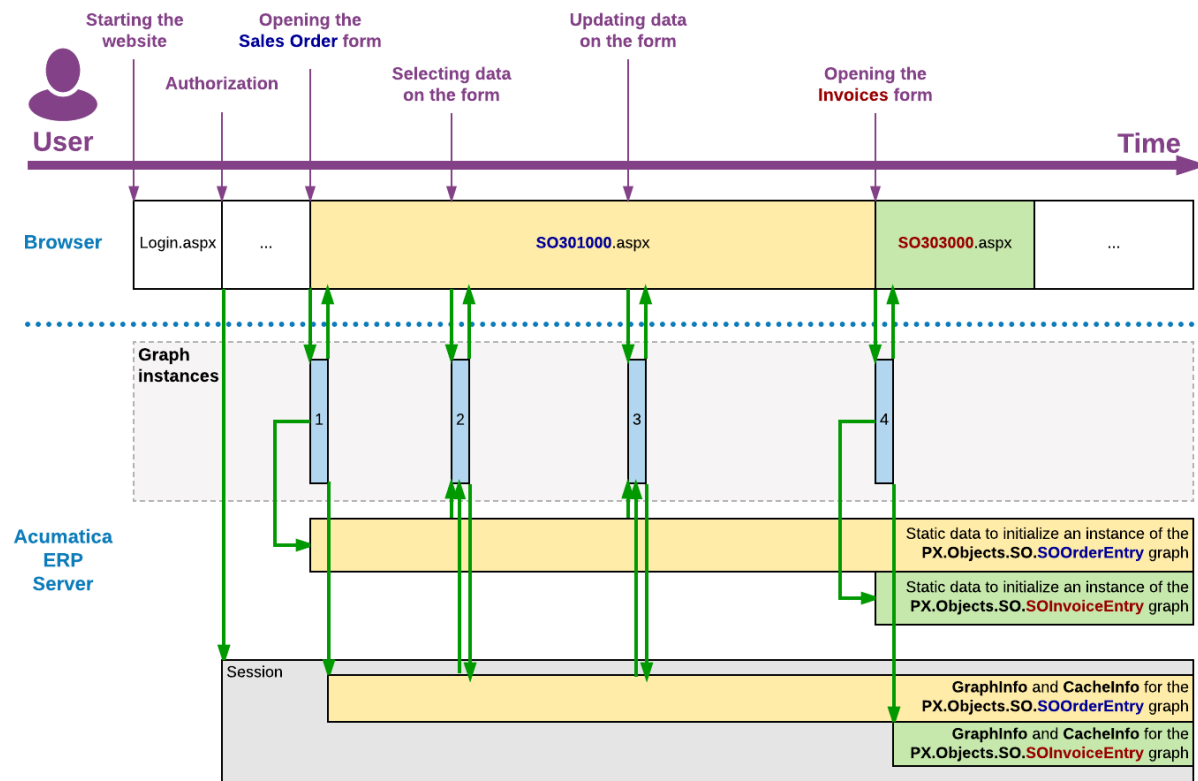 Starting the
website
Opening the
Sales Order form
Updating data
on the form
Authorization
Selecting data
on the form
Opening the
Invoices form
User
Time
Browser
Login.aspx
...
SO301000.aspx
SO303000.aspx
...
Graph
instances
1
2
3
4
Acumatica
ERP
Server
Static data to initialize an instance of the
PX.Objects.SO.SOOrderEntry graph
Static data to initialize an instance of the
PX.Objects.SO.SOInvoiceEntry graph
Session
GraphInfo and CacheInfo for the
PX.Objects.SO.SOOrderEntry graph
GraphInfo and CacheInfo for the
PX.Objects.SO.SOInvoiceEntry graph